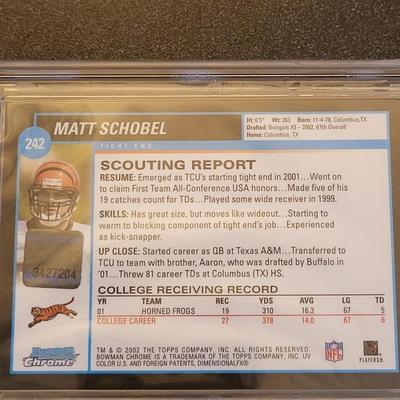 242
MATT SCHOBEL
TIGHT END
Ht: 6'5" Wt: 263 Born: 11-4-78, Columbus,TX
Drafted: Bengals #3 – 2002, 67th Overall
Home: Columbus, TX
SCOUTING REPORT
RESUME: Emerged as TCU's starting tight end in 2001...Went on
to claim First Team All-Conference USA honors...Made five of his
19 catches count for TDs...Played some wide receiver in 1999.
SKILLS: Has great size, but moves like wideout...Starting to
warm to blocking component of tight end's job...Experienced
as kick-snapper.
UP CLOSE: Started career as QB at Texas A&M...Transferred to
TCU to team with brother, Aaron, who was drafted by Buffalo in
'01...Threw 81 career TDs at Columbus (TX) HS.
3427204
COLLEGE RECEIVING RECORD
YR TEAM REC YDS AVG LG TD
01 HORNED FROGS 19 310 16.3 67 5
COLLEGE CAREER 27 378 14.0 67 6
Bowman
Chrome
TM & © 2002 THE TOPPS COMPANY, INC. ALL RIGHTS RESERVED.
BOWMAN CHROME IS A TRADEMARK OF THE TOPPS COMPANY, INC. UV
COLOR U.S. AND FOREIGN PATENTS, DIMENSIONALFX®)
NFL
PLAYERS